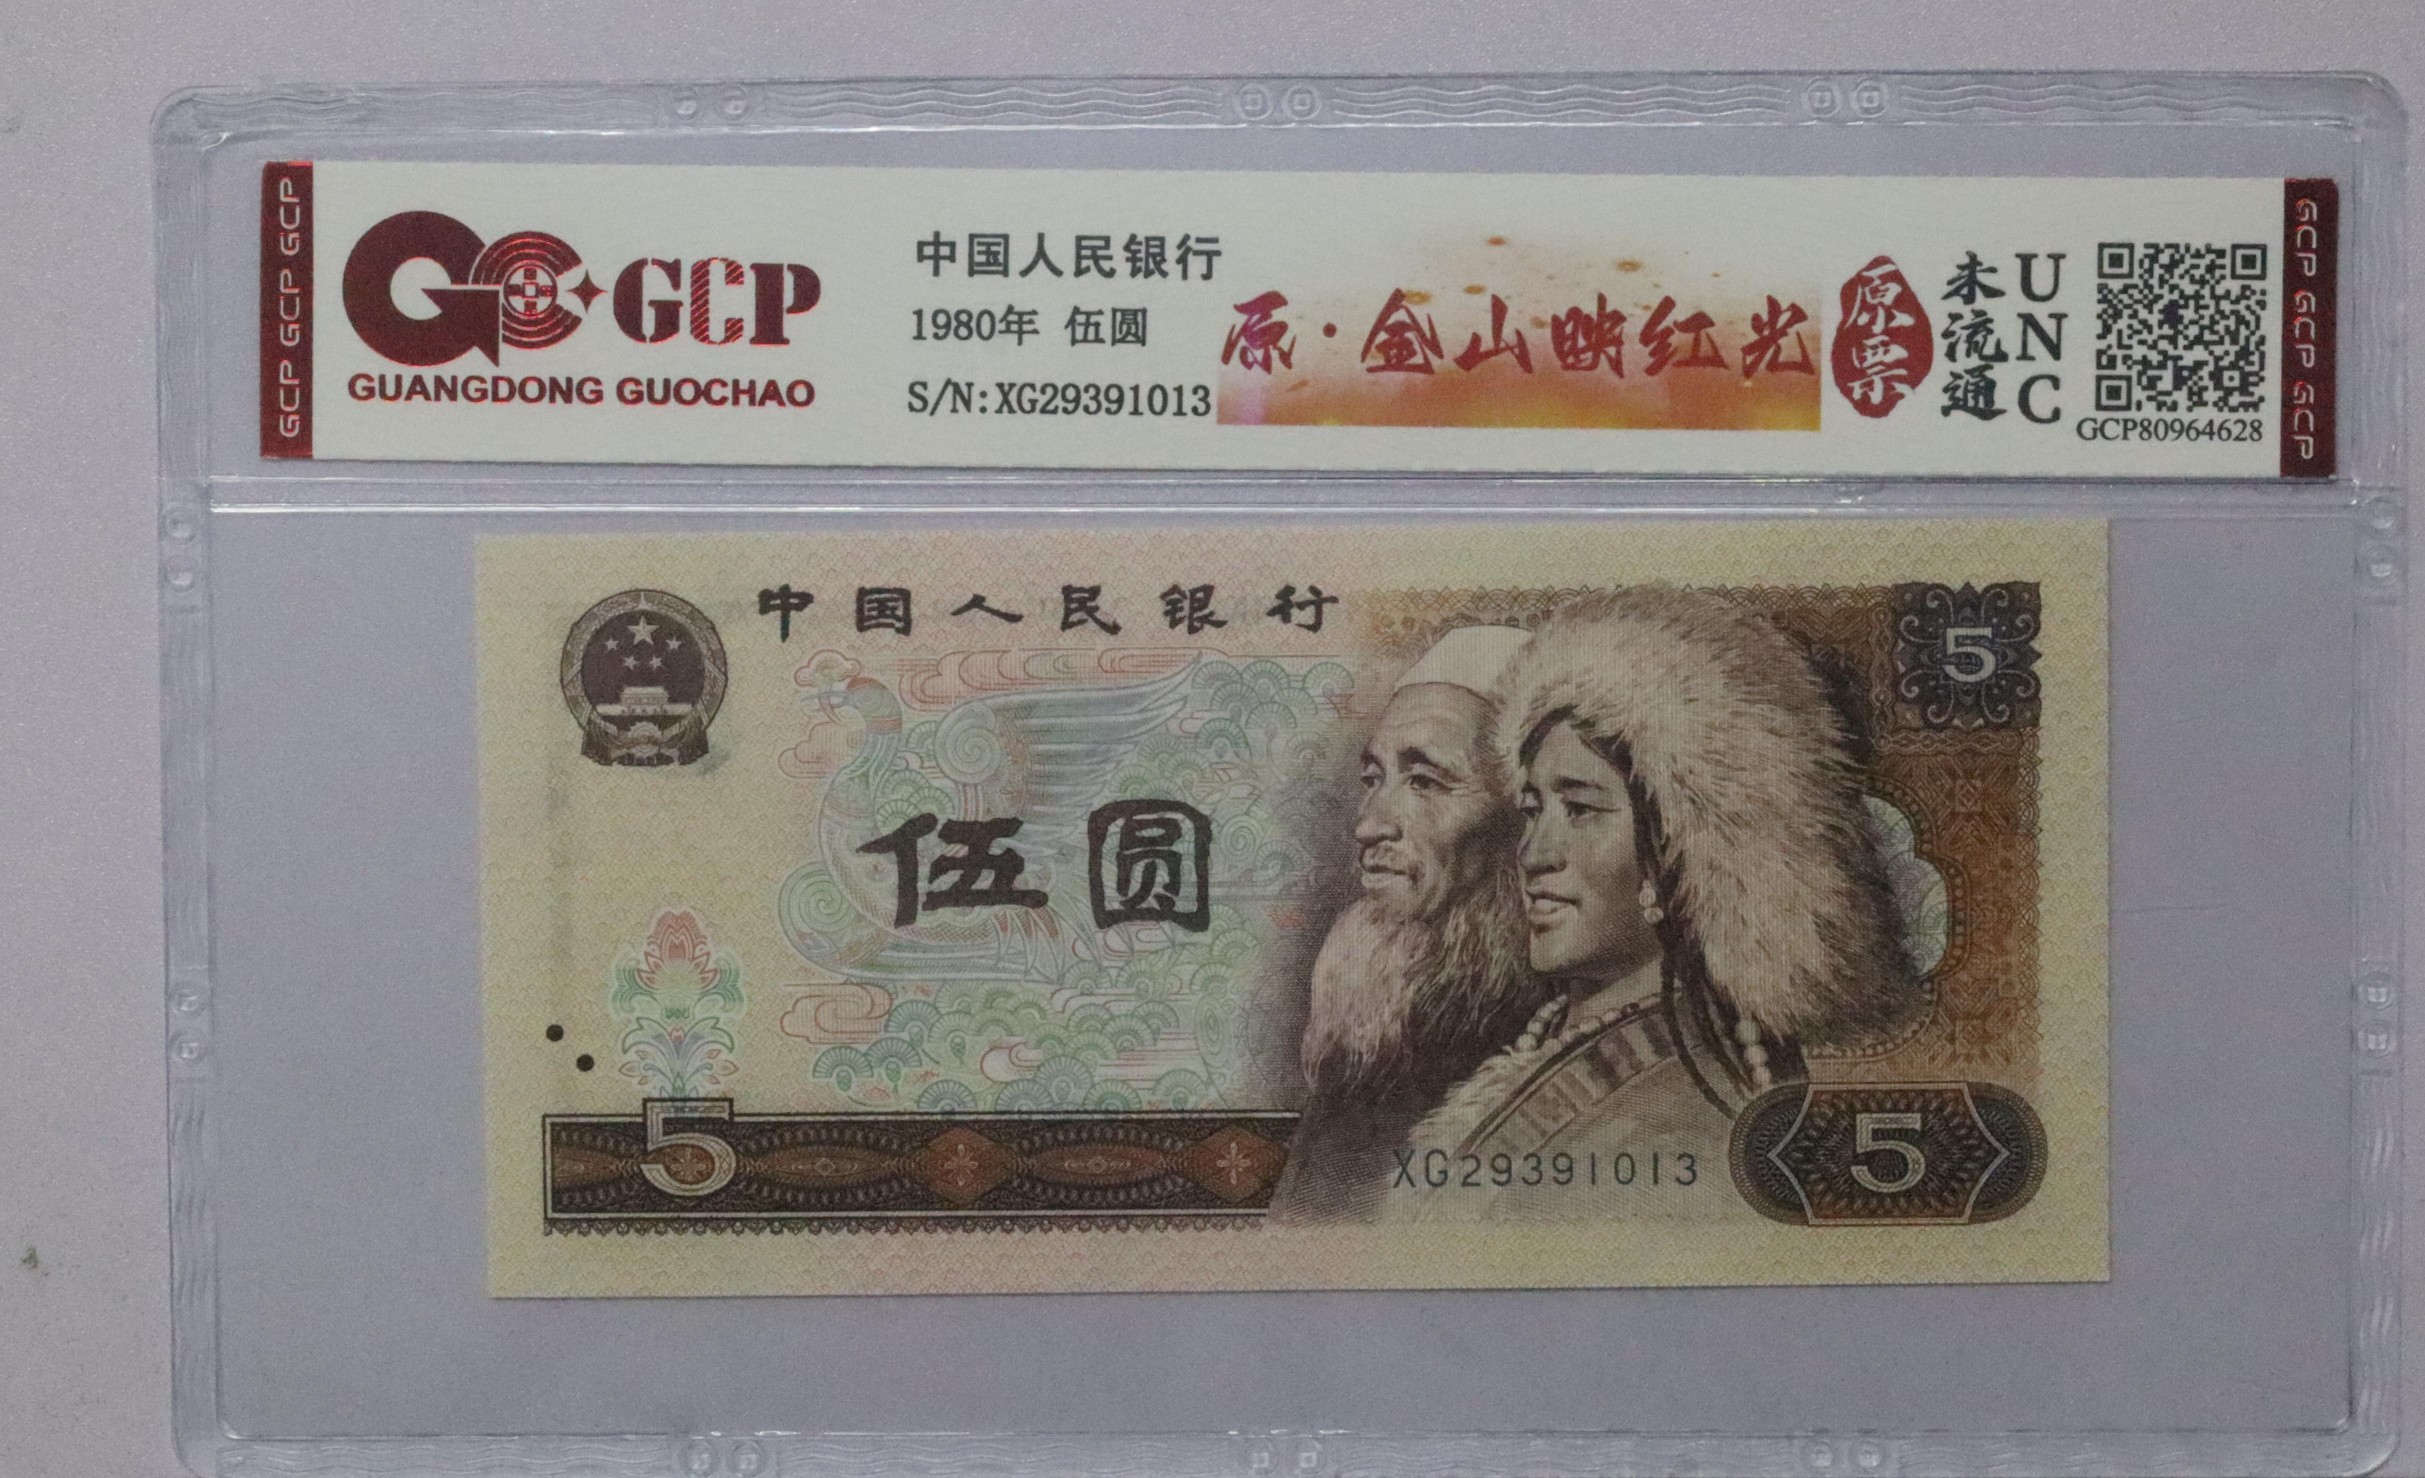 GCP GCP GCP
GCP
GUANGDONG GUOCHAO
中国人民银行
1980年 伍圆
S/N:XG29391013
原·金山映红光
原票
未流通
UNC
GCP80964628
GCP GCP GCP
中国人民银行
5
伍圆
5
XG29391013
5